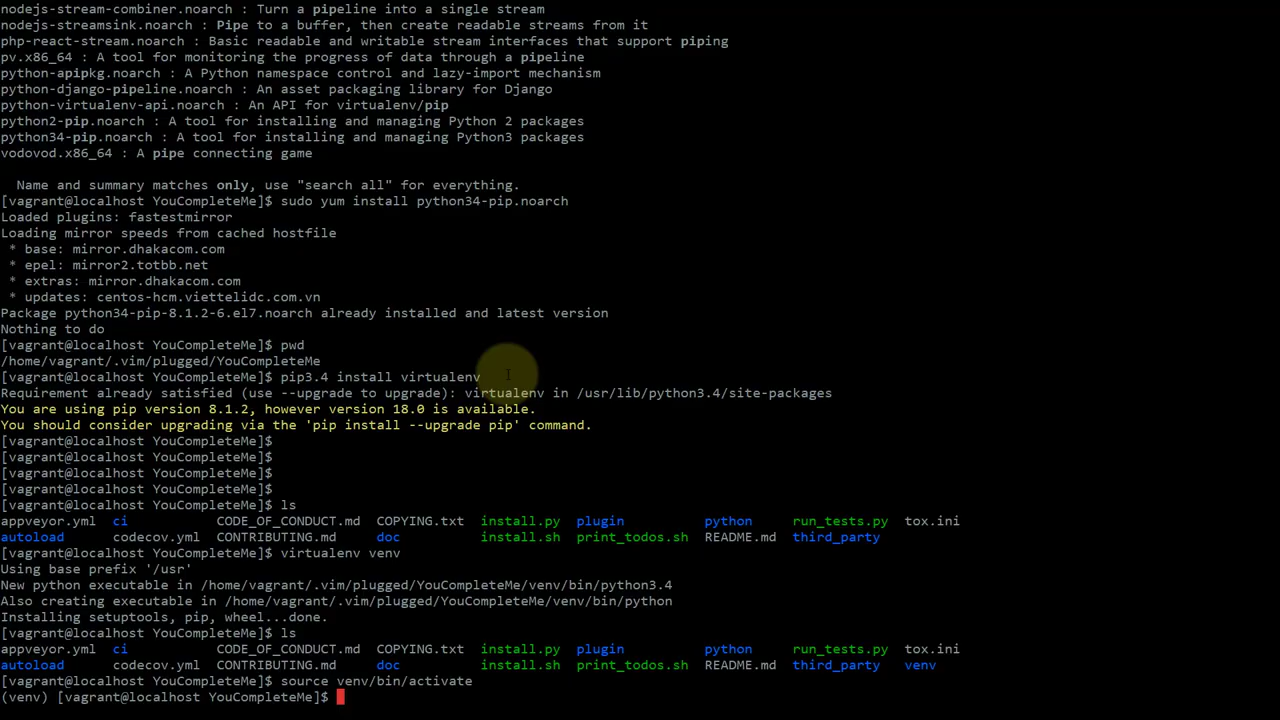 nodejs-stream-combiner.noarch : Turn a pipeline into a single stream
nodejs-streamsink.noarch : Pipe to a buffer, then create readable streams from it
php-react-stream.noarch : Basic readable and writable stream interfaces that support piping
pv.x86_64 : A tool for monitoring the progress of data through a pipeline
python-apipkg.noarch : A Python namespace control and lazy-import mechanism
python-django-pipeline.noarch : An asset packaging library for Django
python-virtualenv-api.noarch : An API for virtualenv/pip
python2-pip.noarch : A tool for installing and managing Python 2 packages
python34-pip.noarch : A tool for installing and managing Python3 packages
vodovod.x86_64 : A pipe connecting game
Name and summary matches only, use "search all" for everything.
[vagrant@localhost YouCompleteMe]$ sudo yum install python34-pip.noarch
Loaded plugins: fastestmirror
Loading mirror speeds from cached hostfile
* base: mirror.dhakacom.com
* epel: mirror2.totbb.net
* extras: mirror.dhakacom.com
* updates: centos-hcm.viettelidc.com.vn
Package python34-pip-8.1.2-6.el7.noarch already installed and latest version
Nothing to do
[vagrant@localhost YouCompleteMe]$ pwd
/home/vagrant/.vim/plugged/YouCompleteMe
[vagrant@localhost YouCompleteMe]$ pip3.4 install virtualenv
Requirement already satisfied (use --upgrade to upgrade): virtualenv in /usr/lib/python3.4/site-packages
You are using pip version 8.1.2, however version 18.0 is available.
You should consider upgrading via the 'pip install --upgrade pip' command.
[vagrant@localhost YouCompleteMe]$
[vagrant@localhost YouCompleteMe]$
[vagrant@localhost YouCompleteMe]$
[vagrant@localhost YouCompleteMe]$
[vagrant@localhost YouCompleteMe]$ ls
appveyor.yml ci CODE_OF_CONDUCT.md COPYING.txt install.py plugin python run_tests.py tox.ini
autoload codecov.yml CONTRIBUTING.md doc install.sh print_todos.sh README.md third_party
[vagrant@localhost YouCompleteMe]$ virtualenv venv
Using base prefix '/usr'
New python executable in /home/vagrant/.vim/plugged/YouCompleteMe/venv/bin/python3.4
Also creating executable in /home/vagrant/.vim/plugged/YouCompleteMe/venv/bin/python
Installing setuptools, pip, wheel...done.
[vagrant@localhost YouCompleteMe]$ ls
appveyor.yml ci CODE_OF_CONDUCT.md COPYING.txt install.py plugin python run_tests.py tox.ini
autoload codecov.yml CONTRIBUTING.md doc install.sh print_todos.sh README.md third_party venv
[vagrant@localhost YouCompleteMe]$ source venv/bin/activate
(venv) [vagrant@localhost YouCompleteMe]$